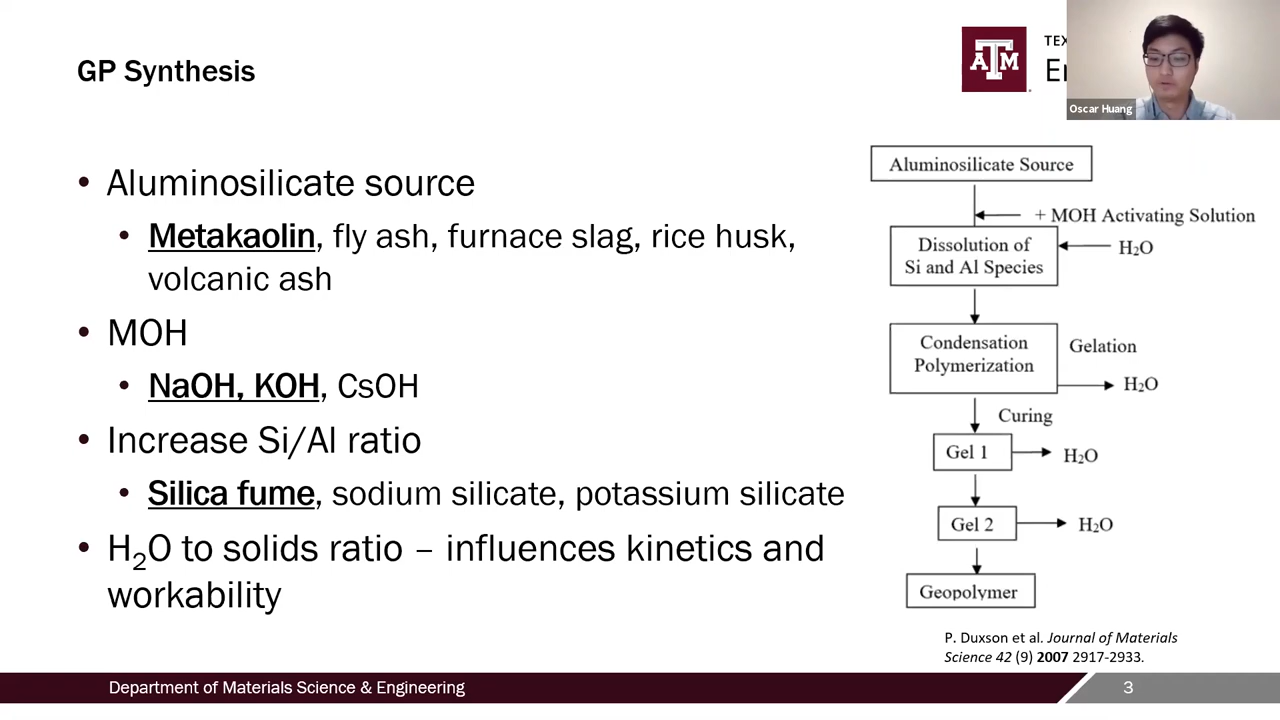 GP Synthesis
ĀTM
TEX
Oscar Huang
• Aluminosilicate source
• Metakaolin, fly ash, furnace slag, rice husk,
volcanic ash
• MOH
• NaOH, KOH, CsOH
• Increase Si/Al ratio
• Silica fume, sodium silicate, potassium silicate
• H₂O to solids ratio – influences kinetics and
workability
Aluminosilicate Source
+ MOH Activating Solution
Dissolution of
Si and Al Species
H₂O
Condensation
Polymerization
Gelation
H₂O
Curing
Gel 1
H₂O
Gel 2
H₂O
Geopolymer
P. Duxson et al. Journal of Materials
Science 42 (9) 2007 2917-2933.
Department of Materials Science & Engineering
3